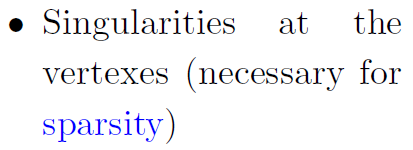 • Singularities at the
vertexes (necessary for
sparsity)